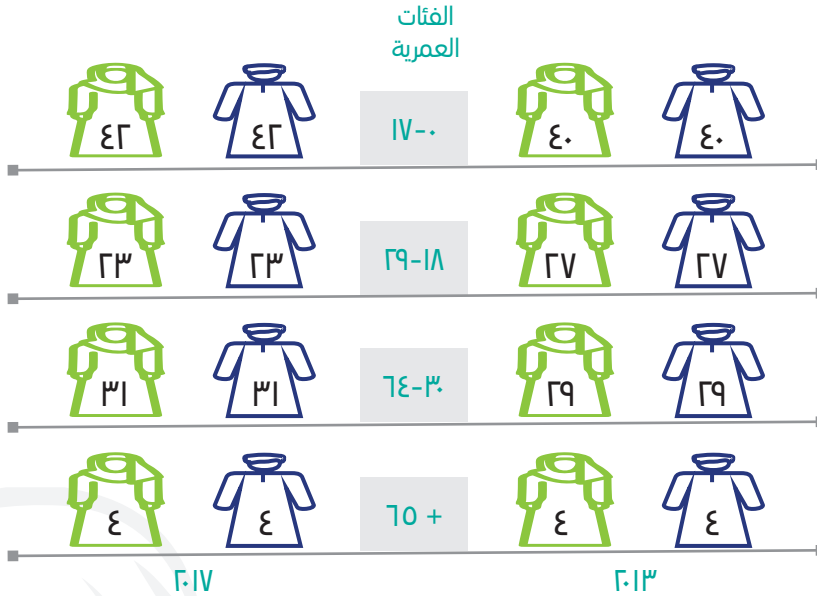 الفئات
العمرية
٤٠ ٤٠ ٠-١٧ ٤٢ ٤٢
٢٧ ٢٧ ١٨-٢٩ ٢٣ ٢٣
٢٩ ٢٩ ٣٠-٦٤ ٣١ ٣١
٤ ٤ ٦٥ + ٤ ٤
٢٠١٣ ٢٠١٧